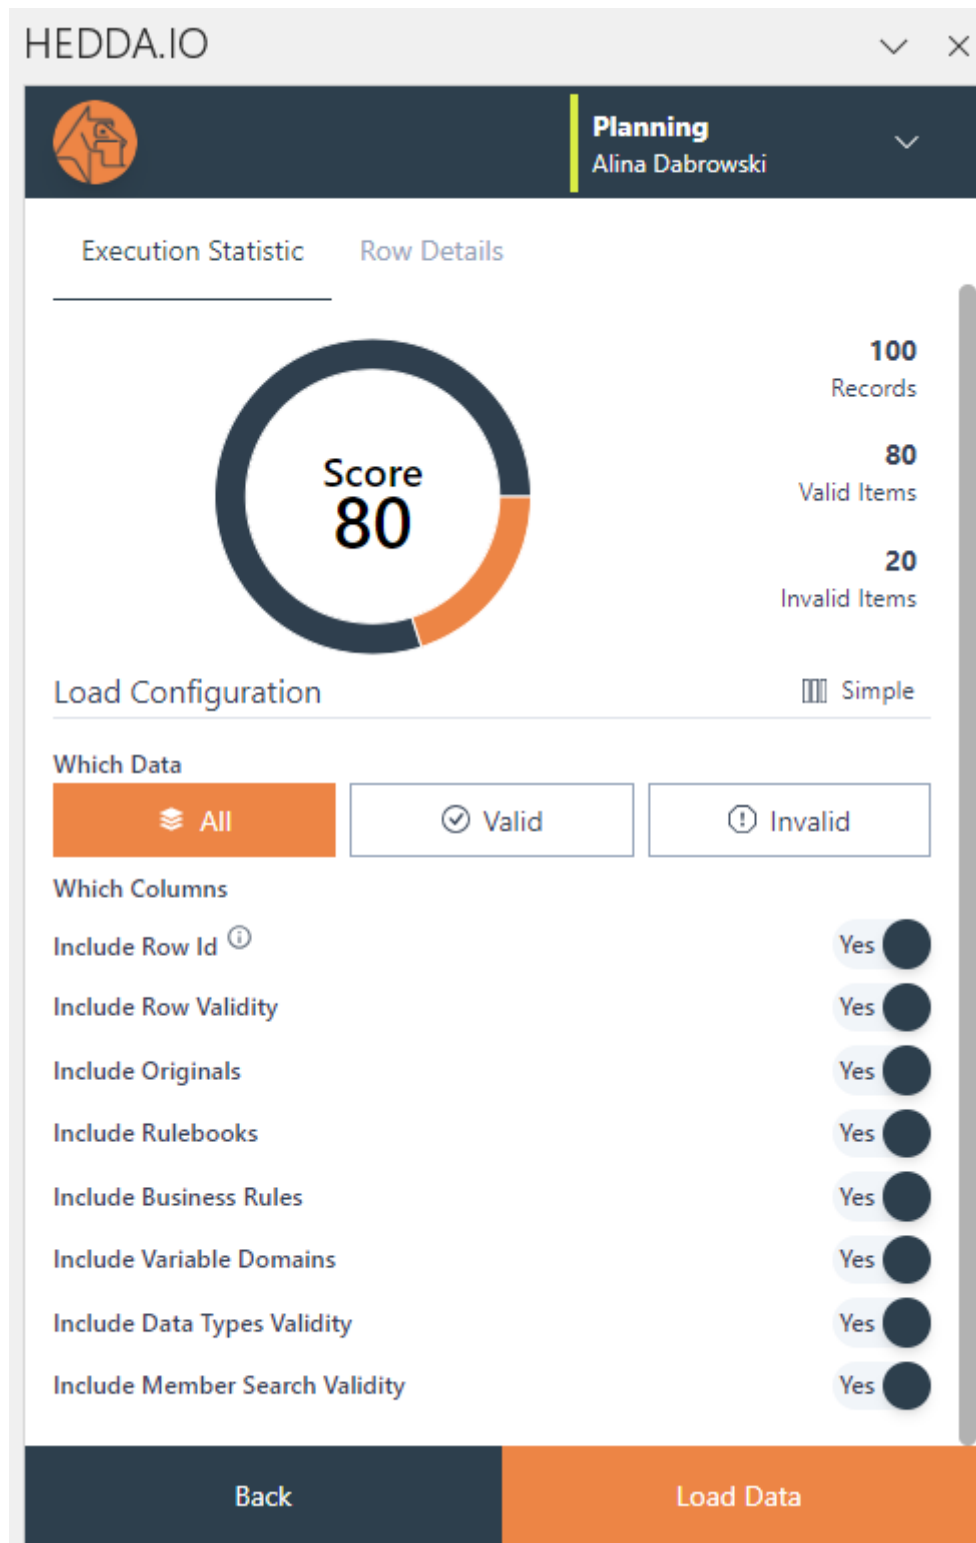 HEDDA.IO
Planning
Alina Dabrowski
Execution Statistic
Row Details
Score
80
100
Records
80
Valid Items
20
Invalid Items
Load Configuration
Simple
Which Data
All
Valid
Invalid
Which Columns
Include Row Id
Yes
Include Row Validity
Yes
Include Originals
Yes
Include Rulebooks
Yes
Include Business Rules
Yes
Include Variable Domains
Yes
Include Data Types Validity
Yes
Include Member Search Validity
Yes
Back
Load Data